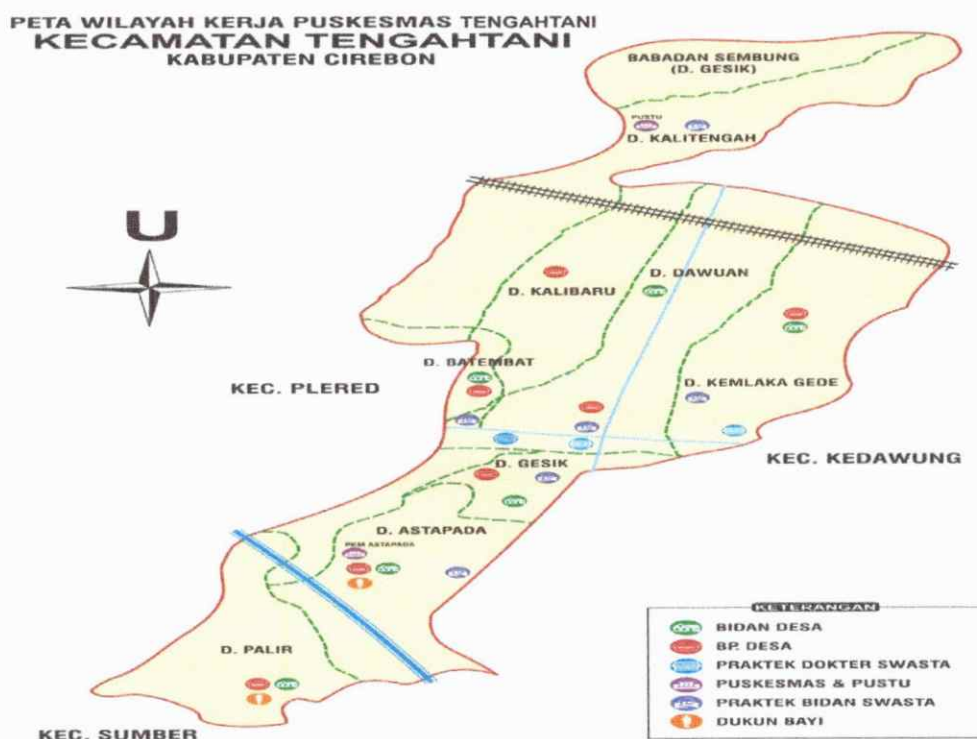 PETA WILAYAH KERJA PUSKESMAS TENGAHTANI
KECAMATAN TENGAHTANI
KABUPATEN CIREBON
BABADAN SEMBUNG
(D. GESIK)
PUSTU
D. KALITENGAH
U
D. DAWUAN
D. KALIBARU
D. BATEMBAT
KEC. PLERED
D. KEMLAKA GEDE
D. GESIK
KEC. KEDAWUNG
D. ASTAPADA
PKM ASTAPADA
D. PALIR
KEC. SUMBER
KETERANGAN
BIDAN DESA
BP. DESA
PRAKTEK DOKTER SWASTA
PUSKESMAS & PUSTU
PRAKTEK BIDAN SWASTA
DUKUN BAYI